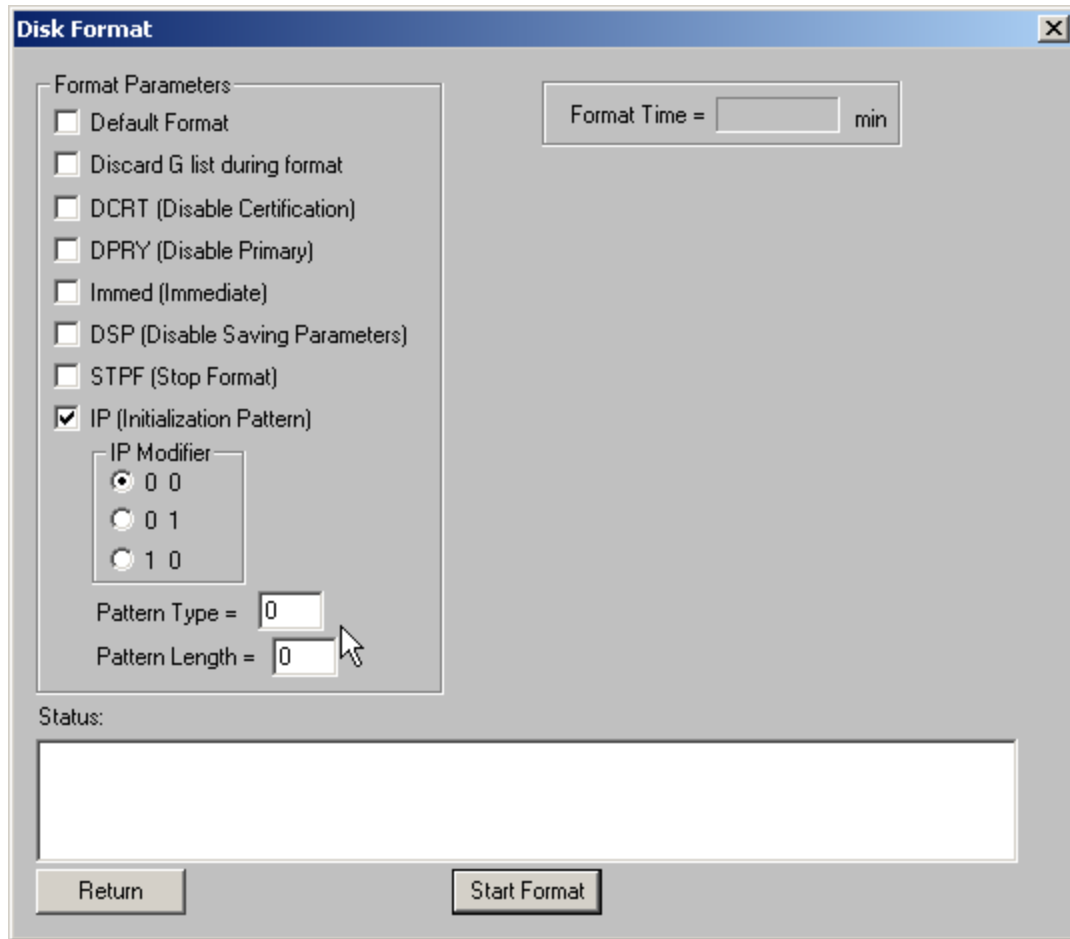 Disk Format
Format Parameters
Default Format
Discard G list during format
DCRT (Disable Certification)
DPRY (Disable Primary)
Immed (Immediate)
DSP (Disable Saving Parameters)
STPF (Stop Format)
IP (Initialization Pattern)
IP Modifier
0 0
0 1
1 0
Pattern Type = 0
Pattern Length = 0
Format Time = min
Status:
Return
Start Format